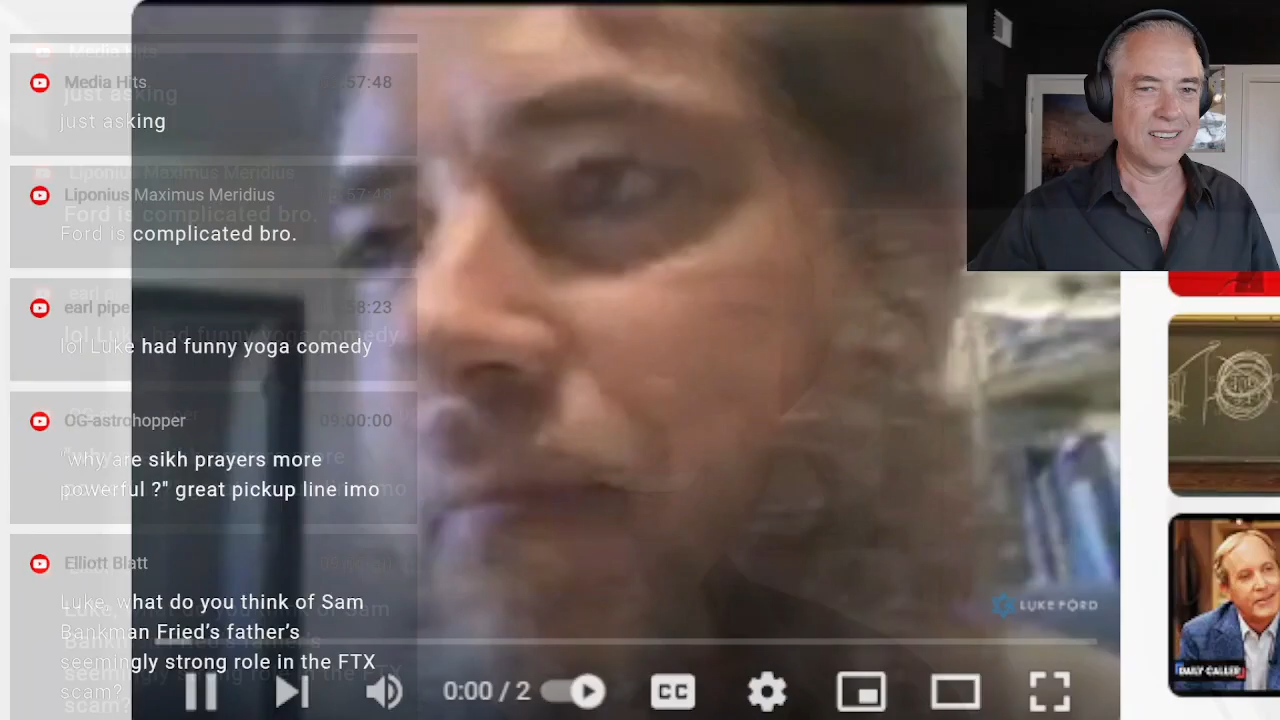 Media Hits
:57:48
just asking
Liponius Maximus Meridius
8:57:48
Ford is complicated bro.
earl pipe
:58:23
lol Luke had funny yoga comedy
OG-astrohopper
09:00:00
"why are sikh prayers more
powerful ?" great pickup line imo
Elliott Blatt
Luke, what do you think of Sam
Bankman Fried's father's
seemingly strong role in the FTX
scam?
LUKE FORD
0:00 / 2
CC
DAILY CALLER